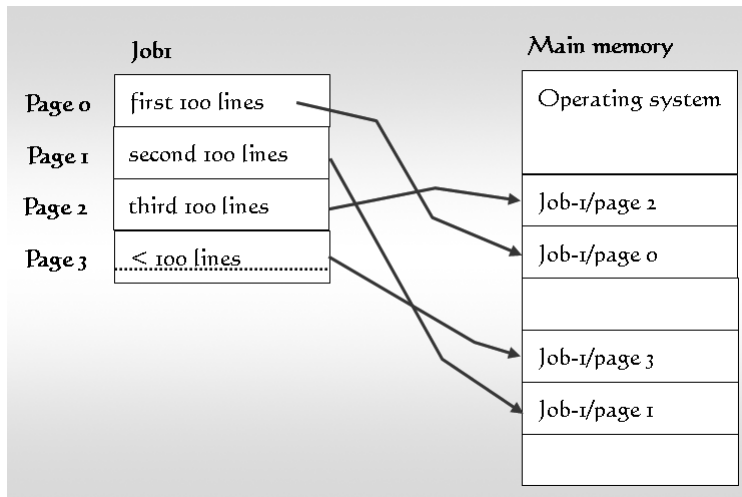 Job1
Page 0 first 100 lines
Page 1 second 100 lines
Page 2 third 100 lines
Page 3 < 100 lines
Main memory
Operating system
Job-1/page 2
Job-1/page 0
Job-1/page 3
Job-1/page 1